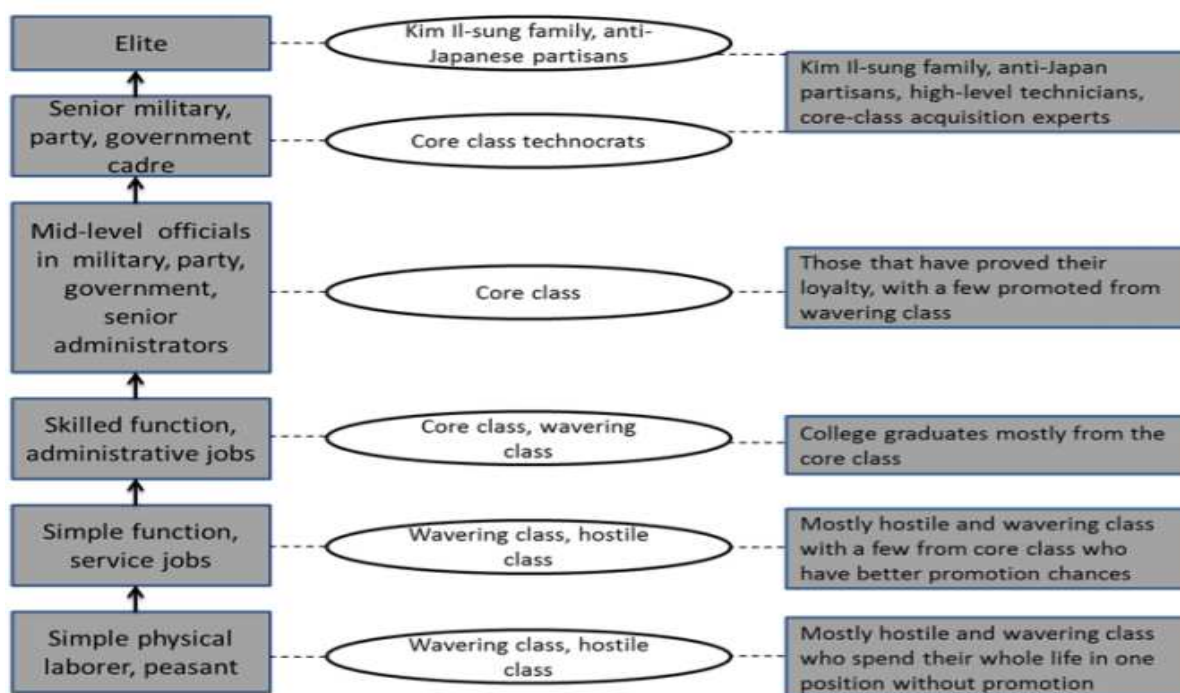 Elite
Kim Il-sung family, anti-
Japanese partisans
Kim Il-sung family, anti-Japan
partisans, high-level technicians,
core-class acquisition experts
Senior military,
party, government
cadre
Core class technocrats
Mid-level officials
in military, party,
government,
senior
administrators
Core class
Those that have proved their
loyalty, with a few promoted from
wavering class
Skilled function,
administrative jobs
Core class, wavering
class
College graduates mostly from the
core class
Simple function,
service jobs
Wavering class, hostile
class
Mostly hostile and wavering class
with a few from core class who
have better promotion chances
Simple physical
laborer, peasant
Wavering class, hostile
class
Mostly hostile and wavering class
who spend their whole life in one
position without promotion